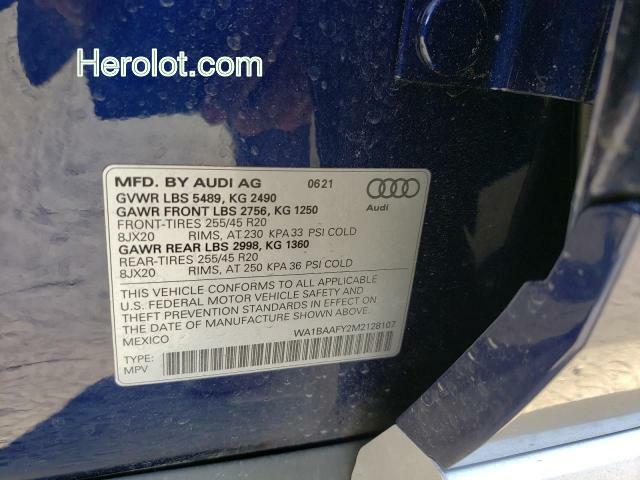 Herolot.com
MFD. BY AUDI AG 0621
GVWR LBS 5489, KG 2490
GAWR FRONT LBS 2756, KG 1250
FRONT-TIRES 255/45 R20
8JX20 RIMS, AT 230 KPA 33 PSI COLD
GAWR REAR LBS 2998, KG 1360
REAR-TIRES 255/45 R20
8JX20 RIMS, AT 250 KPA 36 PSI COLD
Audi
THIS VEHICLE CONFORMS TO ALL APPLICABLE
U.S. FEDERAL MOTOR VEHICLE SAFETY AND
THEFT PREVENTION STANDARDS IN EFFECT ON
THE DATE OF MANUFACTURE SHOWN ABOVE.
MEXICO WA1BAAFY2M2128107
TYPE:
MPV